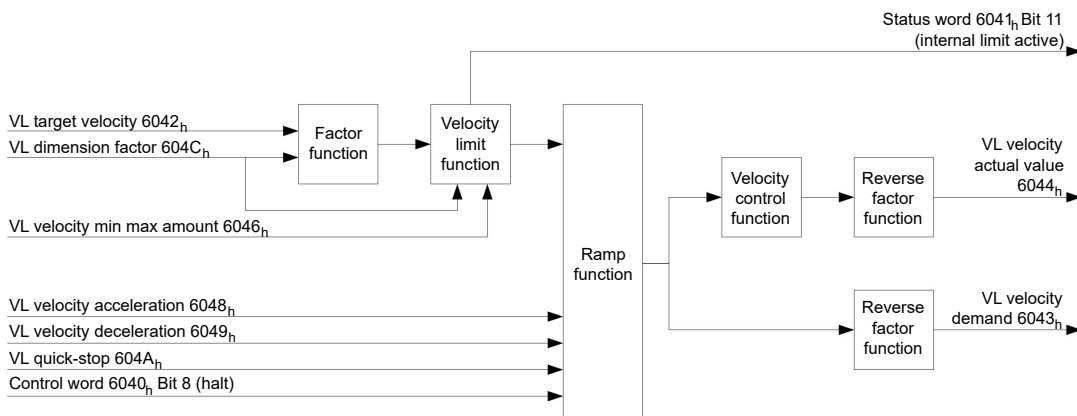 Status word 6041h Bit 11
(internal limit active)
VL target velocity 6042h
VL dimension factor 604Ch
Factor
function
Velocity
limit
function
VL velocity min max amount 6046h
Ramp
function
Velocity
control
function
Reverse
factor
function
VL velocity
actual value
6044h
VL velocity acceleration 6048h
VL velocity deceleration 6049h
VL quick-stop 604Ah
Control word 6040h Bit 8 (halt)
Reverse
factor
function
VL velocity
demand 6043h